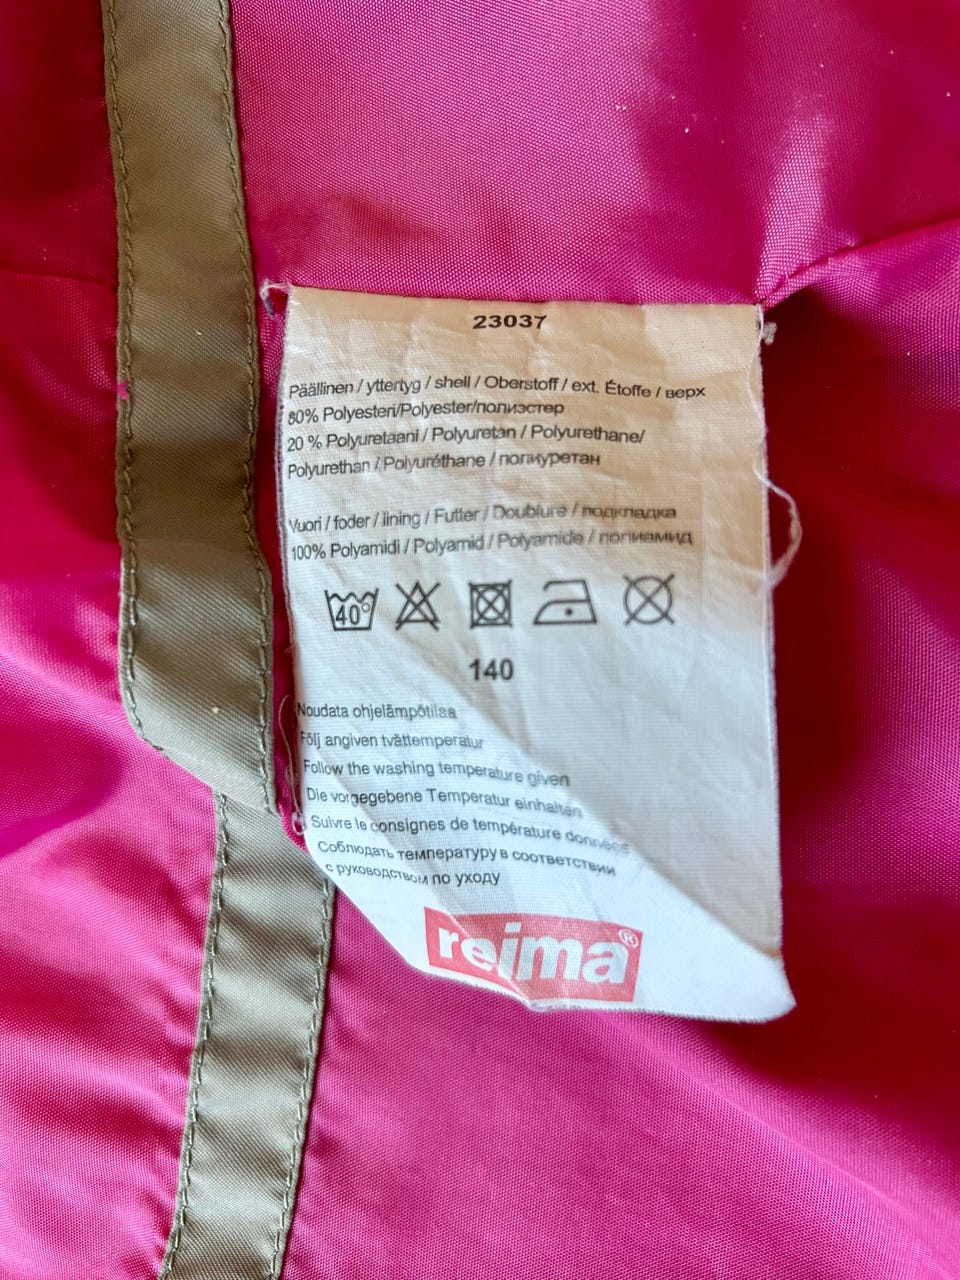 23037
Päällinen / yttertyg / shell / Oberstoff / ext. Étoffe / верх
80% Polyesteri/Polyester/полиэстер
20 % Polyuretaani / Polyuretan / Polyurethane/
Polyurethan / Polyuréthane / полиуретан
Vuori / foder / lining / Futter / Doublure / подкладка
100% Polyamidi / Polyamid / Polyamide / полиамид
40°
140
Noudata ohjelämpötilaa
Följ angiven tvättemperatur
Follow the washing temperature given
Die vorgegebene Temperatur einhalten
Suivre le consignes de température données
Соблюдать температуру в соответствии
с руководством по уходу
reima®